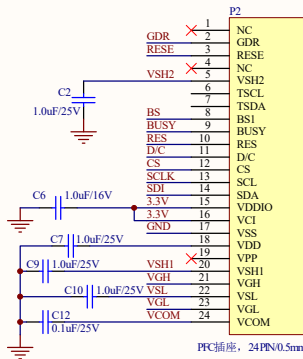 P2
1 NC
GDR 2 GDR
RESE 3 RESE
4 NC
VSH2 5 VSH2
6 TSCL
7 TSDA
BS 8 BS1
BUSY 9 BUSY
RES 10 RES
D/C 11 D/C
CS 12 CS
SCLK 13 SCL
SDI 14 SDA
3.3V 15 VDDIO
3.3V 16 VCI
GND 17 VSS
18 VDD
19 VPP
VSH1 20 VSH1
VGH 21 VGH
VSL 22 VSL
VGL 23 VGL
VCOM 24 VCOM
C2
1.0uF/25V
C6
1.0uF/16V
C7 1.0uF/25V
C9 1.0uF/25V
C10 1.0uF/25V
C12
0.1uF/25V
PFC插座，24PIN/0.5mm